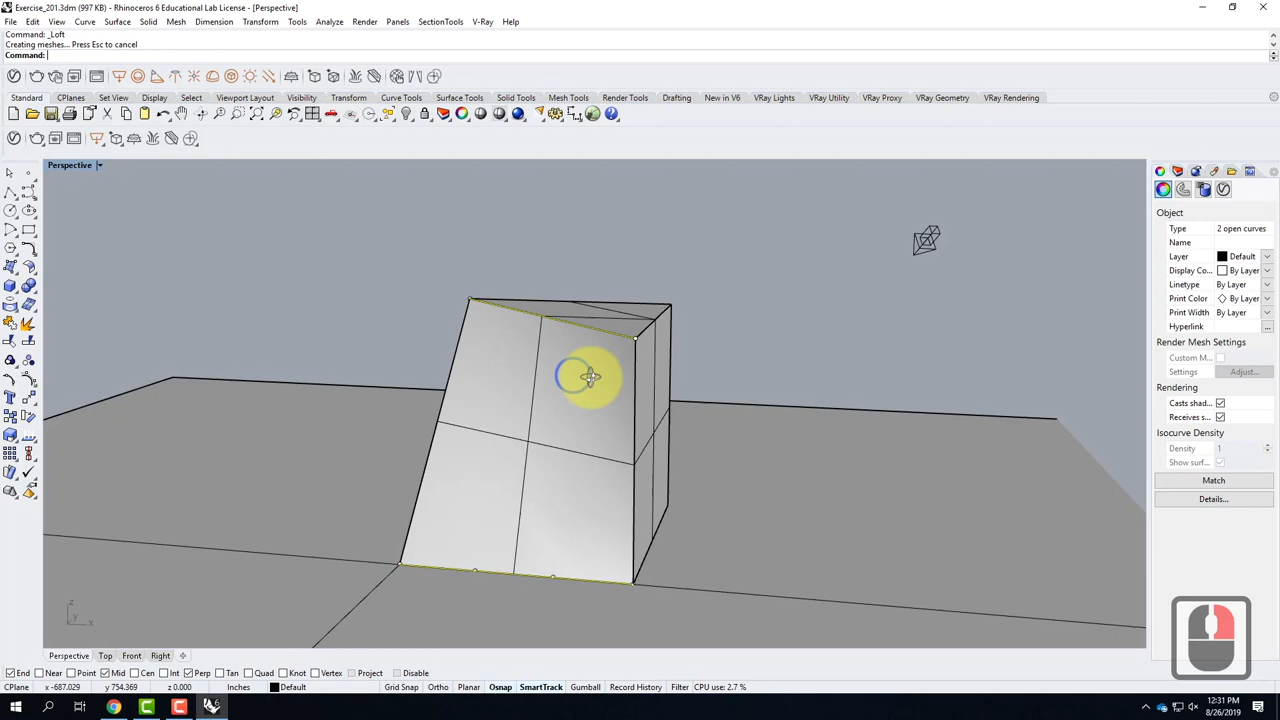 Exercise_201.3dm (997 KB) - Rhinoceros 6 Educational Lab License - [Perspective]
File Edit View Curve Surface Solid Mesh Dimension Transform Tools Analyze Render Panels SectionTools V-Ray Help
Command: _Loft
Creating meshes... Press Esc to cancel
Command:
Standard CPlanes Set View Display Select Viewport Layout Visibility Transform Curve Tools Surface Tools Solid Tools Mesh Tools Render Tools Drafting New in V6 VRay Lights VRay Utility VRay Proxy VRay Geometry VRay Rendering
Perspective
Object
Type 2 open curves
Name
Layer Default
Display Co... By Layer
Linetype By Layer
Print Color By Layer
Print Width By Layer
Hyperlink ...
Render Mesh Settings
Custom M...
Settings Adjust...
Rendering
Casts shad...
Receives s...
Isocurve Density
Density 1
Show surf...
Match
Details...
z
y x
Perspective Top Front Right
End Near Point Mid Cen Int Perp Tan Quad Knot Vertex Project Disable
CPlane x -687.029 y 754.369 z 0.000 Inches Default Grid Snap Ortho Planar Osnap SmartTrack Gumball Record History Filter CPU use: 2.7 %
12:31 PM
8/26/2019